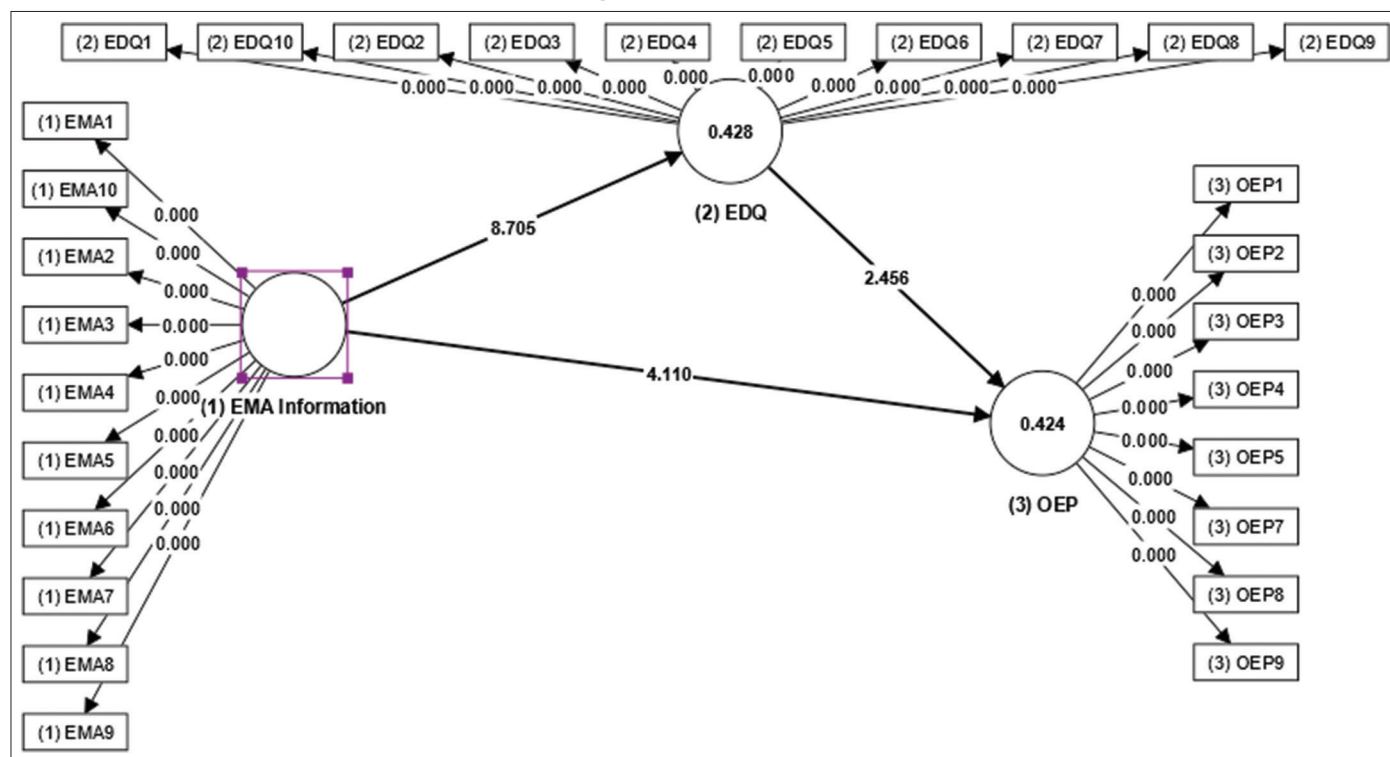 (2) EDQ1
(2) EDQ10
(2) EDQ2
(2) EDQ3
(2) EDQ4
(2) EDQ5
(2) EDQ6
(2) EDQ7
(2) EDQ8
(2) EDQ9
0.000
0.000
0.000
0.000
0.000
0.000
0.000
0.000
0.000
0.000
0.428
(2) EDQ
(1) EMA1
(1) EMA10
(1) EMA2
(1) EMA3
(1) EMA4
(1) EMA5
(1) EMA6
(1) EMA7
(1) EMA8
(1) EMA9
0.000
0.000
0.000
0.000
0.000
0.000
0.000
0.000
0.000
0.000
(1) EMA Information
8.705
2.456
4.110
0.424
(3) OEP
0.000
0.000
0.000
0.000
0.000
0.000
0.000
0.000
(3) OEP1
(3) OEP2
(3) OEP3
(3) OEP4
(3) OEP5
(3) OEP7
(3) OEP8
(3) OEP9